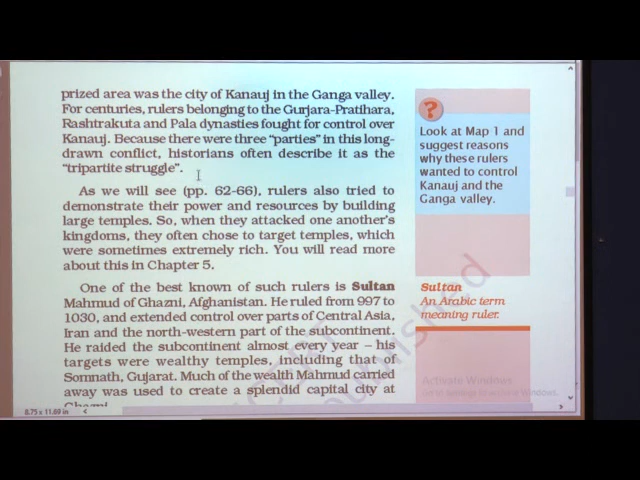 prized area was the city of Kanauj in the Ganga valley.
For centuries, rulers belonging to the Gurjara-Pratihara,
Rashtrakuta and Pala dynasties fought for control over
Kanauj. Because there were three “parties” in this long-
drawn conflict, historians often describe it as the
“tripartite struggle”.
As we will see (pp. 62-66), rulers also tried to
demonstrate their power and resources by building
large temples. So, when they attacked one another's
kingdoms, they often chose to target temples, which
were sometimes extremely rich. You will read more
about this in Chapter 5.
One of the best known of such rulers is Sultan
Mahmud of Ghazni, Afghanistan. He ruled from 997 to
1030, and extended control over parts of Central Asia,
Iran and the north-western part of the subcontinent.
He raided the subcontinent almost every year – his
targets were wealthy temples, including that of
Somnath, Gujarat. Much of the wealth Mahmud carried
away was used to create a splendid capital city at
?
Look at Map 1 and
suggest reasons
why these rulers
wanted to control
Kanauj and the
Ganga valley.
Sultan
An Arabic term
meaning ruler.
Activate Windows
Go to Settings to activate Windows.
8.75 x 11.69 in